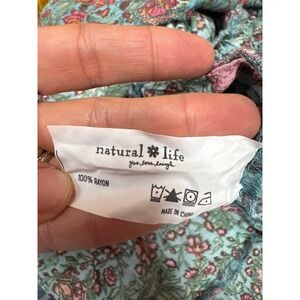 natural life
give.love.laugh.
100% RAYON
MADE IN CHINA